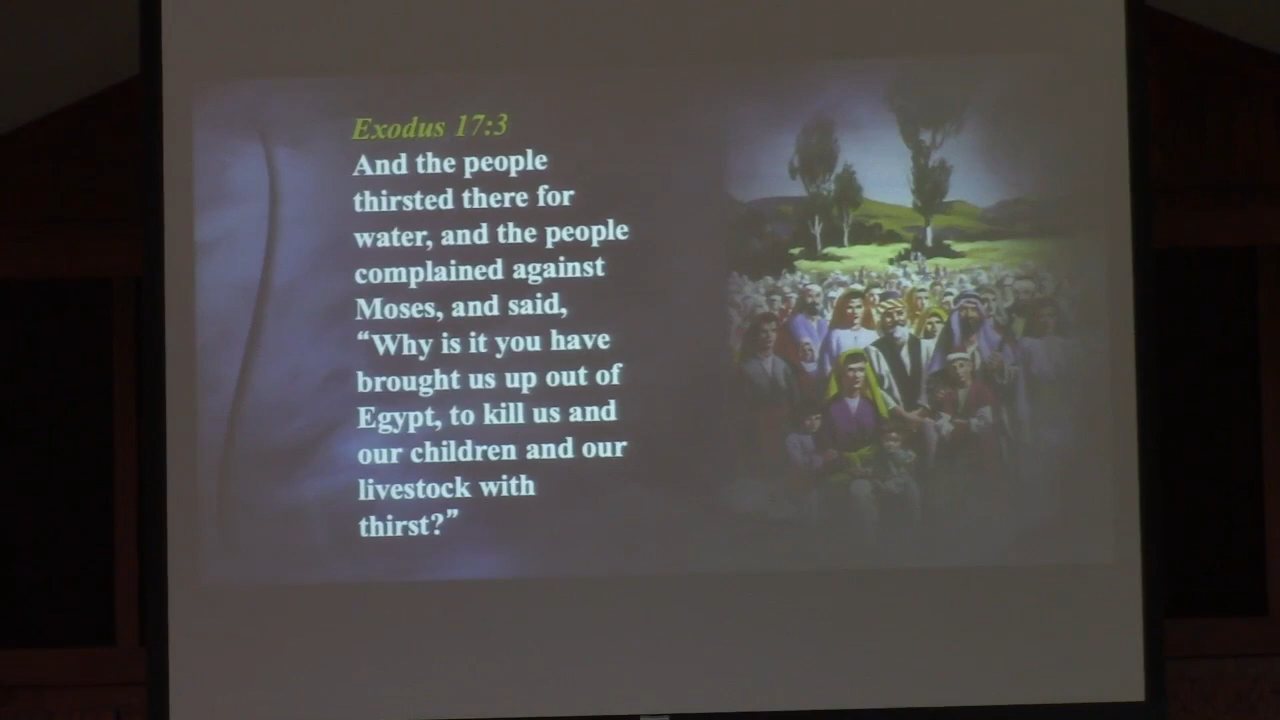 Exodus 17:3
And the people
thirsted there for
water, and the people
complained against
Moses, and said,
“Why is it you have
brought us up out of
Egypt, to kill us and
our children and our
livestock with
thirst?”